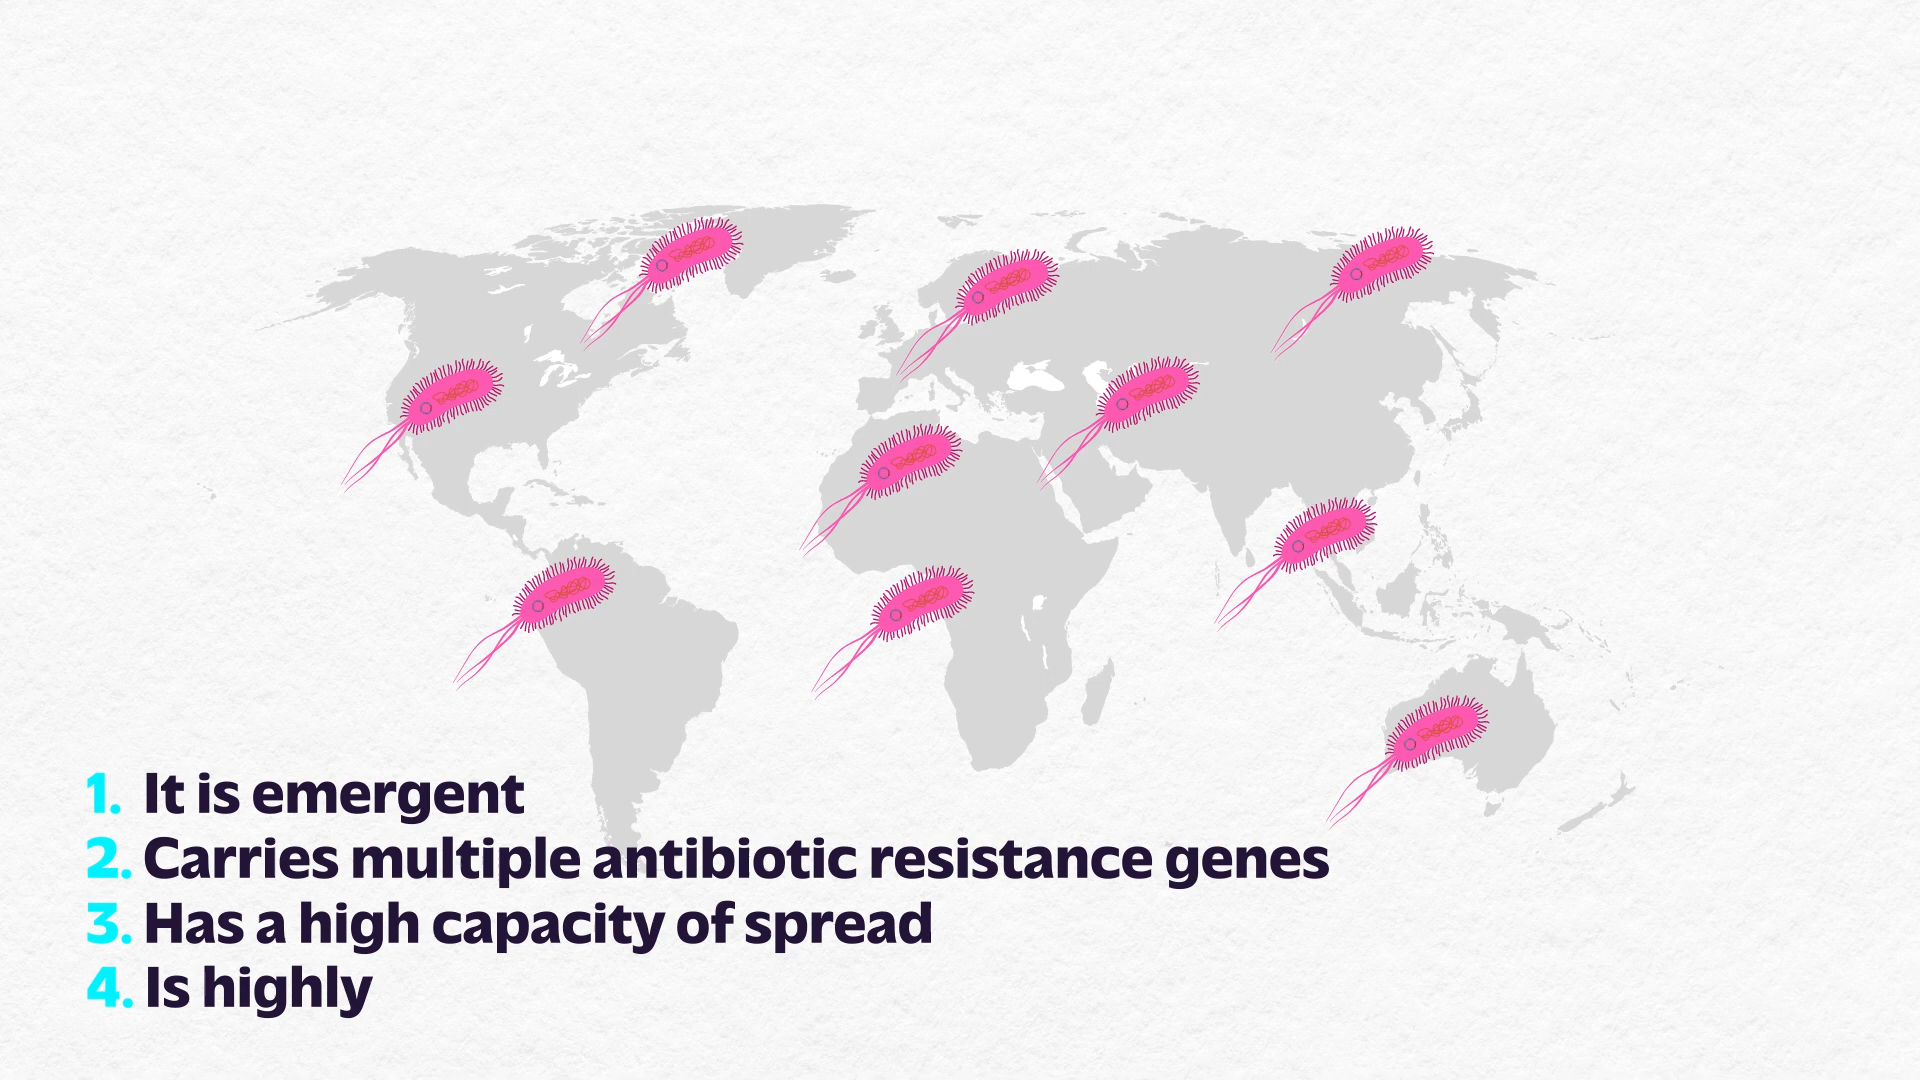 1. It is emergent
2. Carries multiple antibiotic resistance genes
3. Has a high capacity of spread
4. Is highly